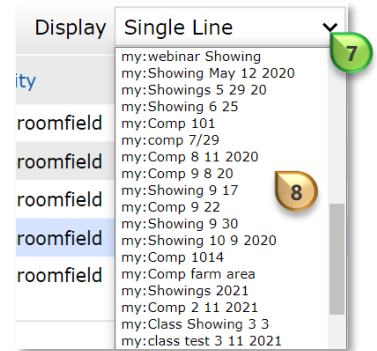 Display Single Line
7
ity
my:webinar Showing
my:Showing May 12 2020
my:Showings 5 29 20
my:Showing 6 25
roomfield
my:Comp 101
my:comp 7/29
roomfield
my:Comp 8 11 2020
my:Comp 9 8 20
8
roomfield
my:Showing 9 17
my:Comp 9 22
roomfield
my:Showing 9 30
my:Showing 10 9 2020
roomfield
my:Comp 1014
my:Comp farm area
my:Showings 2021
my:Comp 2 11 2021
my:Class Showing 3 3
my:class test 3 11 2021